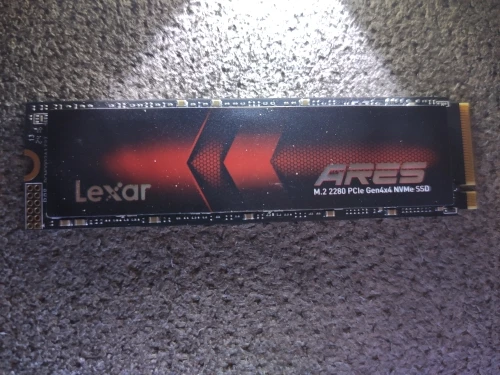 Lexar
ARES
M.2 2280 PCIe Gen4x4 NVMe SSD